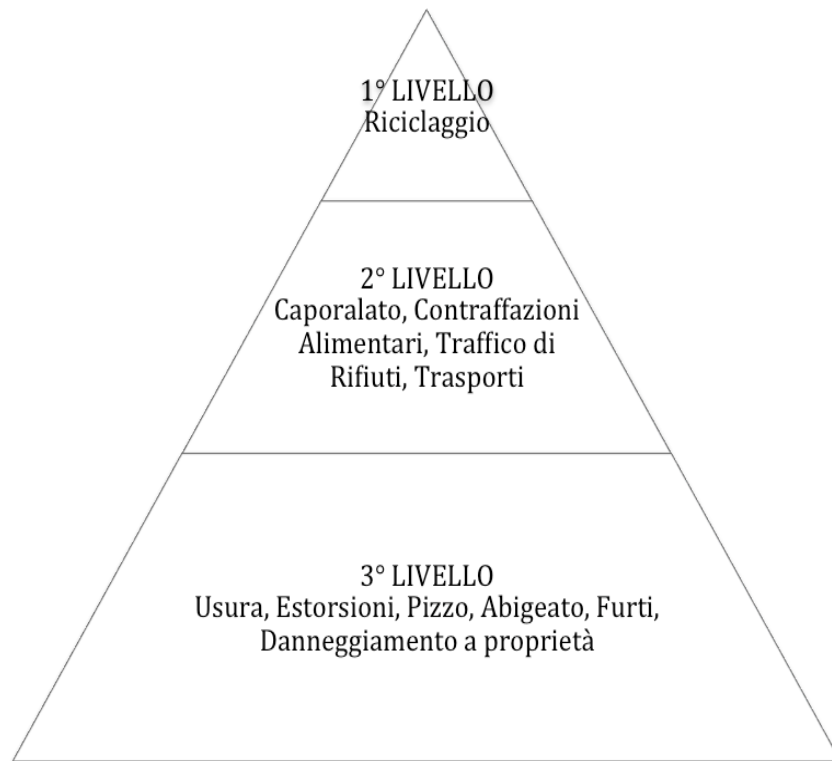 1° LIVELLO
Riciclaggio
2° LIVELLO
Caporalato, Contraffazioni
Alimentari, Traffico di
Rifiuti, Trasporti
3° LIVELLO
Usura, Estorsioni, Pizzo, Abigeato, Furti,
Danneggiamento a proprietà